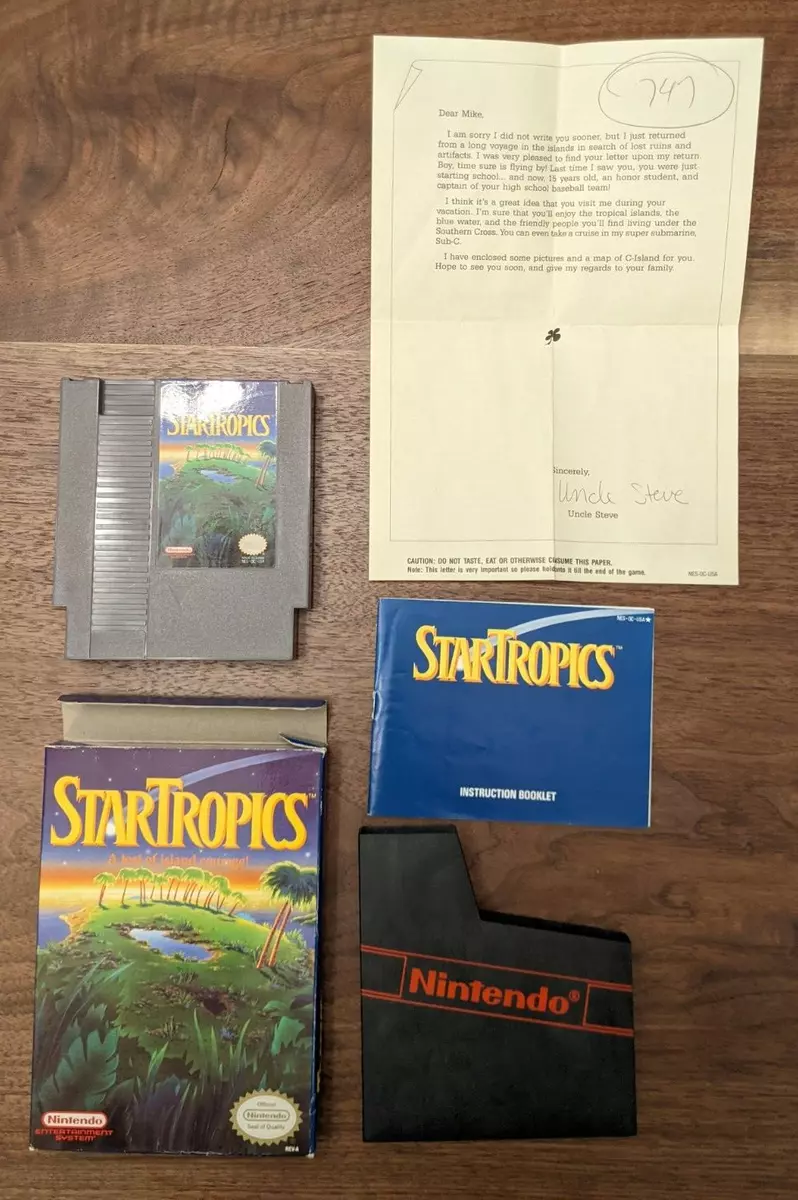 747
Dear Mike,
I am sorry I did not write you sooner, but I just returned
from a long voyage in the islands in search of lost ruins and
artifacts. I was very pleased to find your letter upon my return.
Boy, time sure is flying by! Last time I saw you, you were just
starting school... and now, 15 years old, an honor student, and
captain of your high school baseball team!
I think it's a great idea that you visit me during your
vacation. I'm sure that you'll enjoy the tropical islands, the
blue water, and the friendly people you'll find living under the
Southern Cross. You can even take a cruise in my super submarine,
Sub-C.
I have enclosed some pictures and a map of C-Island for you.
Hope to see you soon, and give my regards to your family.
Sincerely,
Uncle Steve
Uncle Steve
CAUTION: DO NOT TASTE, EAT OR OTHERWISE CONSUME THIS PAPER.
Note: This letter is very important so please hold onto it till the end of the game.
NES-OC-USA
STARTROPICS
Nintendo
NES-OC-USA
NES-OC-USA★
STARTROPICS™
INSTRUCTION BOOKLET
STARTROPICS™
A test of island courage!
Nintendo
ENTERTAINMENT
SYSTEM®
Official
Nintendo
Seal of Quality
REV-A
Nintendo®